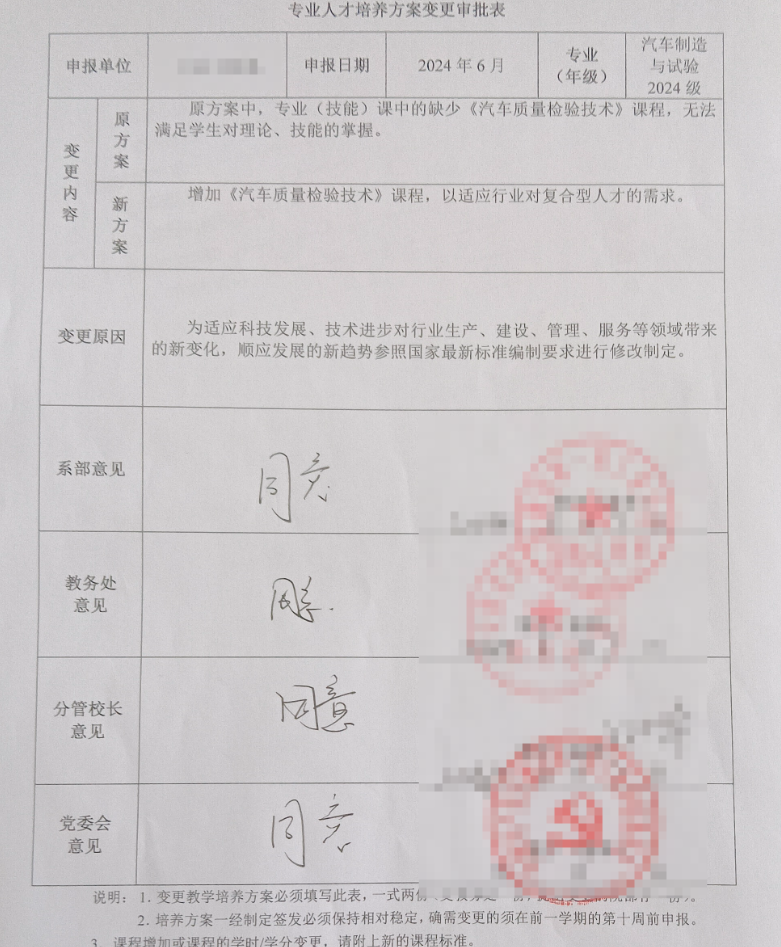 专业人才培养方案变更审批表
申报单位 申报日期 2024年6月 专业（年级） 汽车制造与试验2024级
变更内容
原方案
原方案中，专业（技能）课中的缺少《汽车质量检验技术》课程，无法
满足学生对理论、技能的掌握。
新方案
增加《汽车质量检验技术》课程，以适应行业对复合型人才的需求。
变更原因
为适应科技发展、技术进步对行业生产、建设、管理、服务等领域带来
的新变化，顺应发展的新趋势参照国家最新标准编制要求进行修改制定。
系部意见
同意
教务处
意见
同意
分管校长
意见
同意
党委会
意见
同意
说明：1. 变更教学培养方案必须填写此表，一式两份
2. 培养方案一经制定签发必须保持相对稳定，确需变更的须在前一学期的第十周前申报。
3. 课程增加或课程的学时/学分变更，请附上新的课程标准。